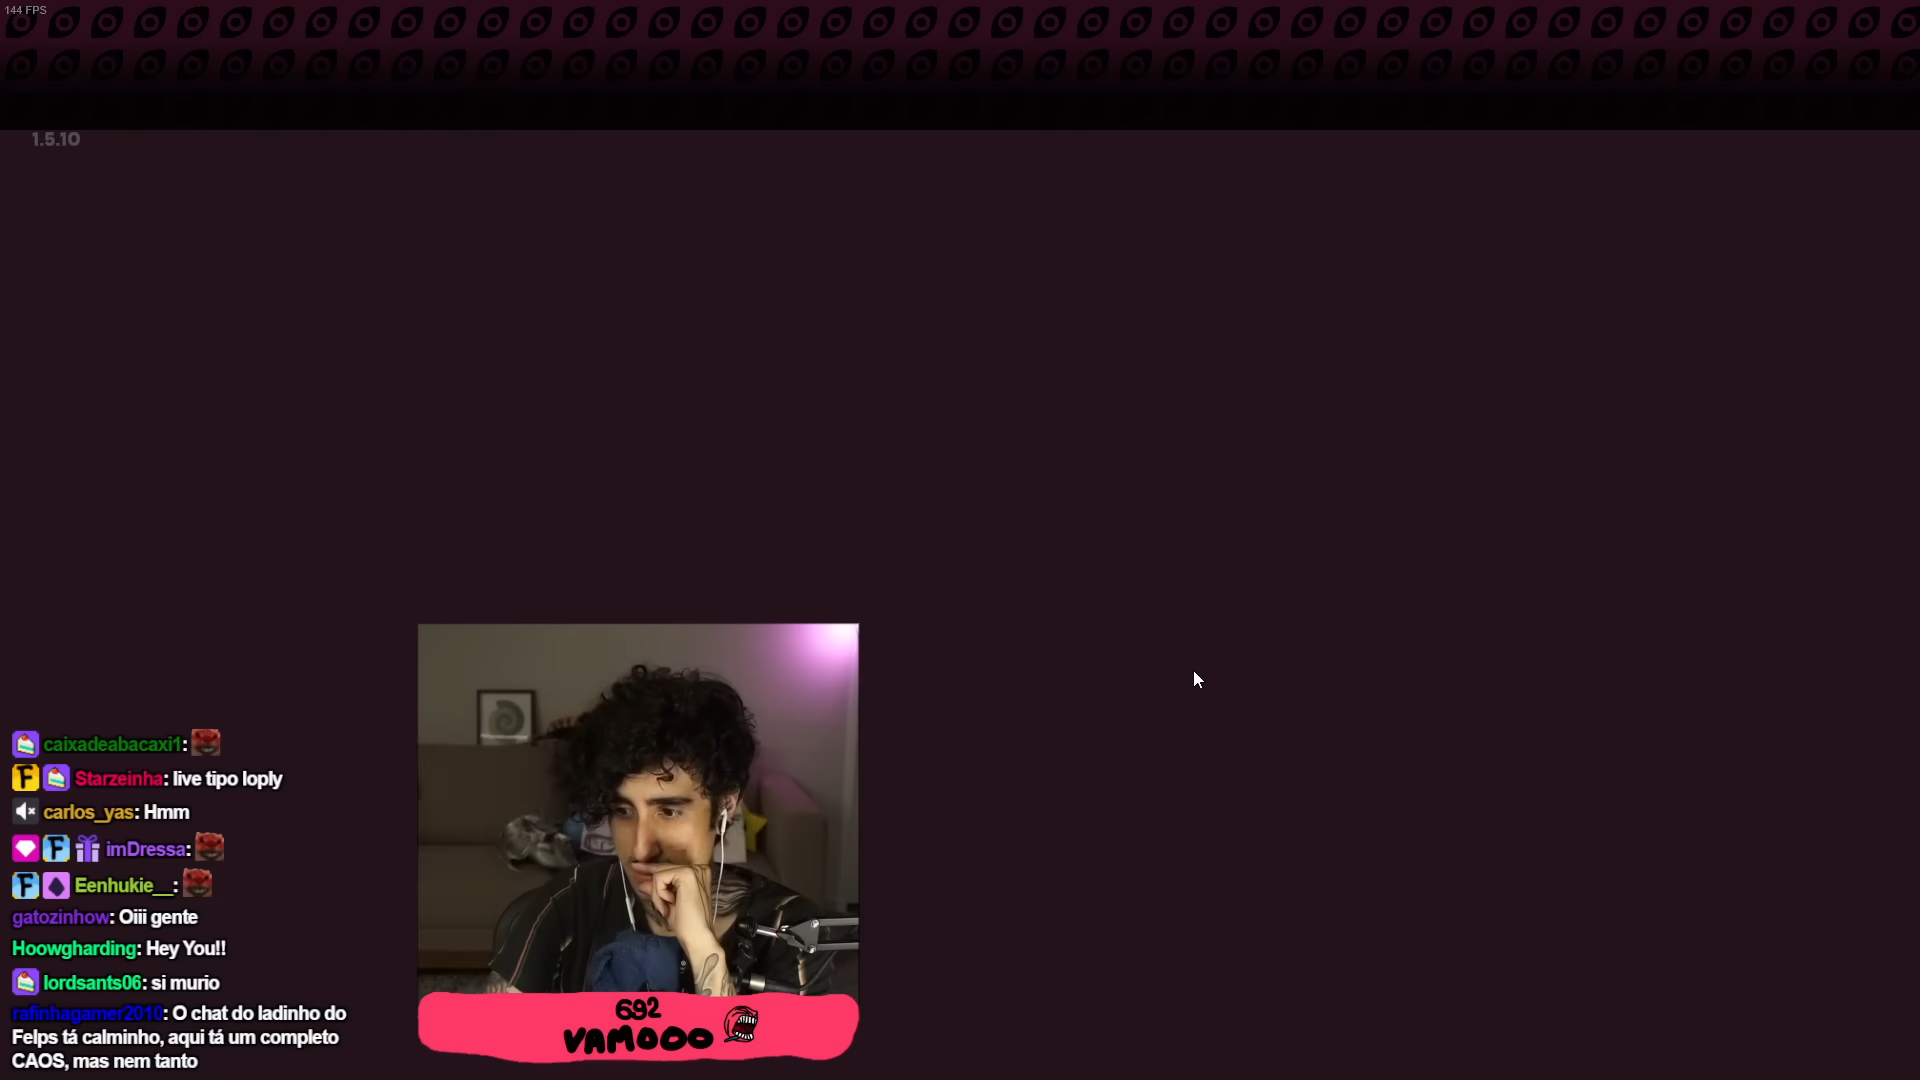 144 FPS
1.5.10
caixadeabacaxi1:
F Starzeinha: live tipo loply
carlos_yas: Hmm
F imDressa:
F Eenhukie__:
gatozinhow: Oiii gente
Hoowgharding: Hey You!!
lordsants06: si murio
rafinhagamer2010: O chat do ladinho do
Felps tá calminho, aqui tá um completo
CAOS, mas nem tanto
692
VAMOOO